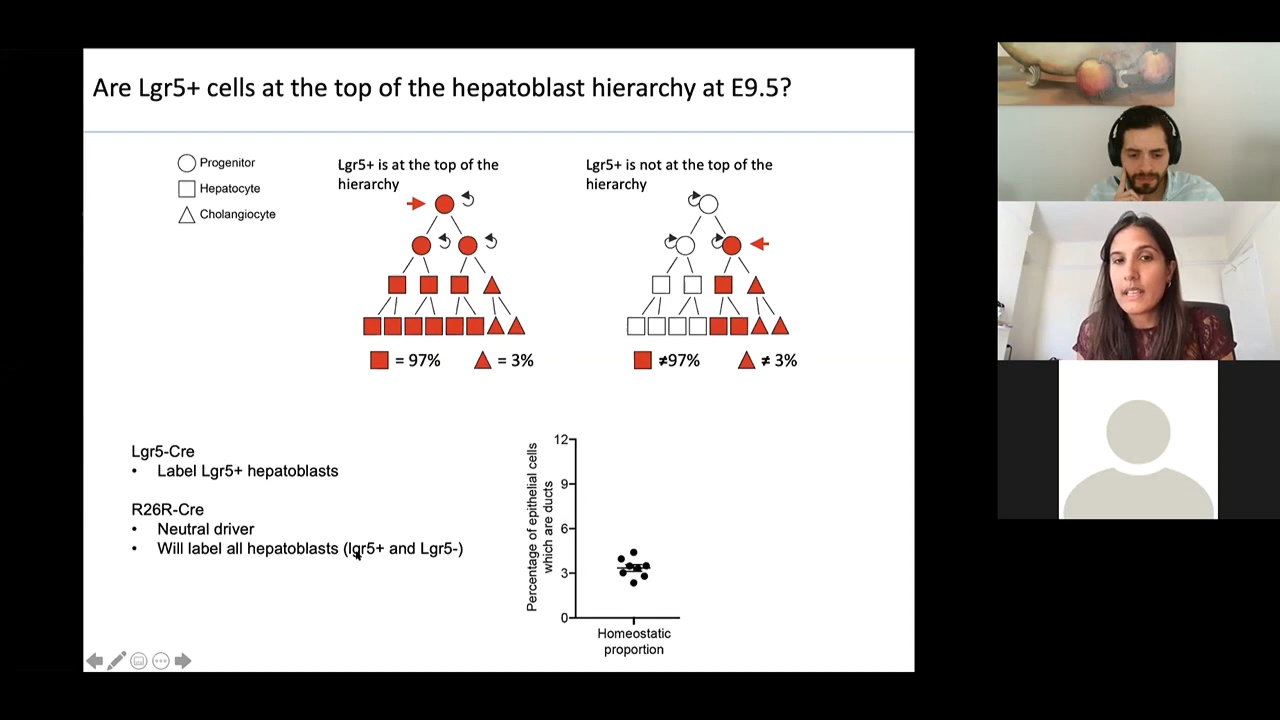 Are Lgr5+ cells at the top of the hepatoblast hierarchy at E9.5?
Progenitor
Hepatocyte
Cholangiocyte
Lgr5+ is at the top of the
hierarchy
= 97%
= 3%
Lgr5+ is not at the top of the
hierarchy
≠97%
≠ 3%
Lgr5-Cre
• Label Lgr5+ hepatoblasts
R26R-Cre
• Neutral driver
• Will label all hepatoblasts (lgr5+ and Lgr5-)
Percentage of epithelial cells
which are ducts
12
9
6
3
0
Homeostatic
proportion